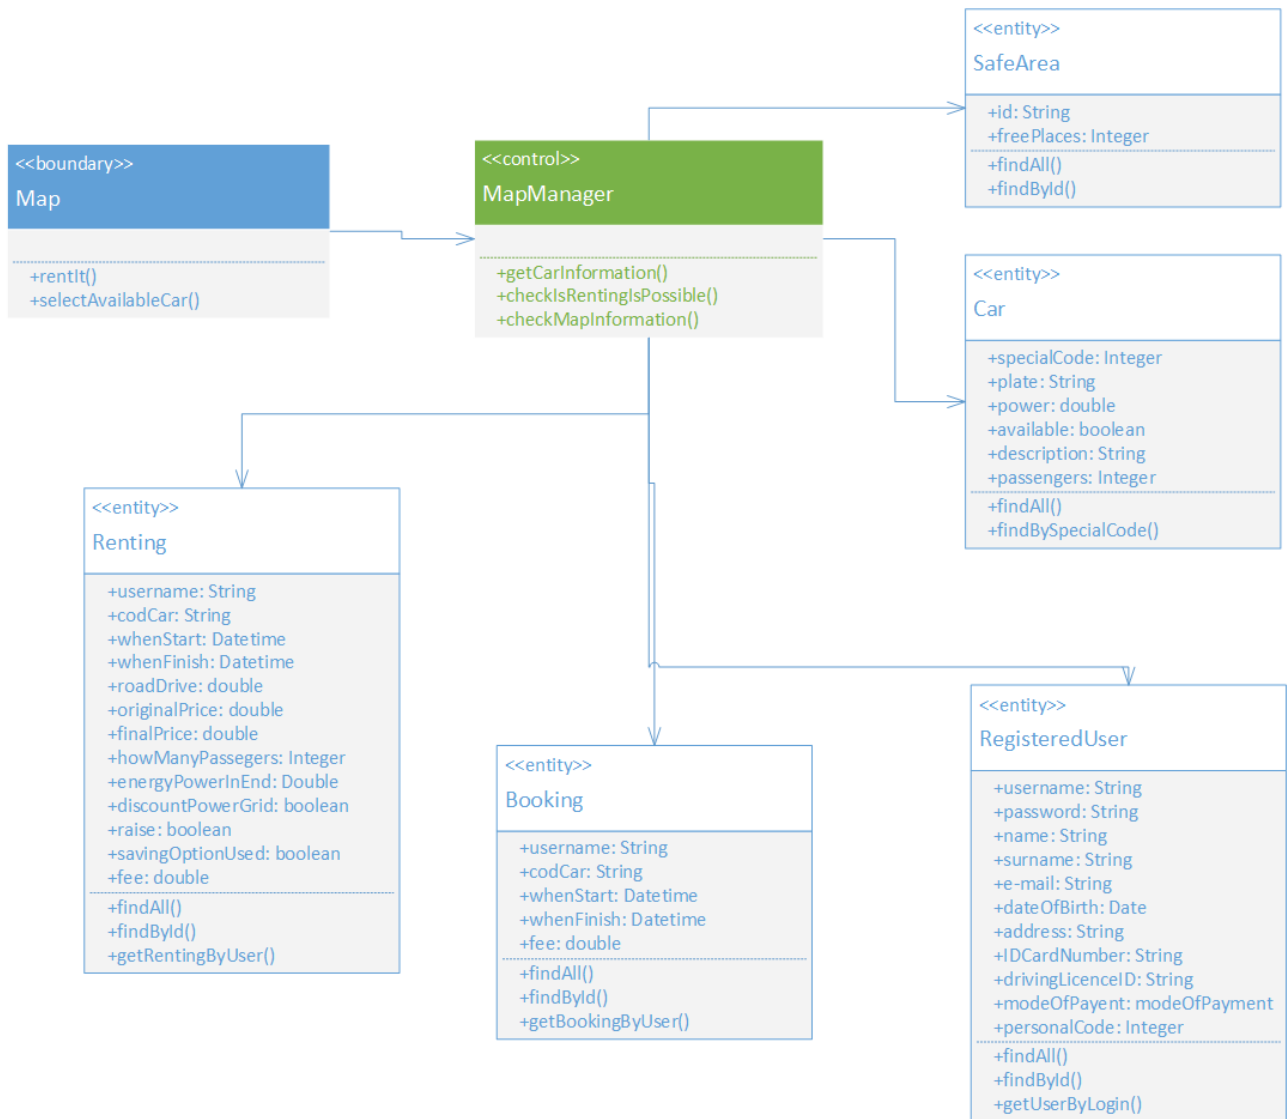 <<entity>>
SafeArea
+id: String
+freePlaces: Integer
+findAll()
+findById()
<<boundary>>
Map
+rentIt()
+selectAvailableCar()
<<control>>
MapManager
+getCarInformation()
+checkIsRentingIsPossible()
+checkMapInformation()
<<entity>>
Car
+specialCode: Integer
+plate: String
+power: double
+available: boolean
+description: String
+passengers: Integer
+findAll()
+findBySpecialCode()
<<entity>>
Renting
+username: String
+codCar: String
+whenStart: Datetime
+whenFinish: Datetime
+roadDrive: double
+originalPrice: double
+finalPrice: double
+howManyPassegers: Integer
+energyPowerInEnd: Double
+discountPowerGrid: boolean
+raise: boolean
+savingOptionUsed: boolean
+fee: double
+findAll()
+findById()
+getRentingByUser()
<<entity>>
Booking
+username: String
+codCar: String
+whenStart: Datetime
+whenFinish: Datetime
+fee: double
+findAll()
+findById()
+getBookingByUser()
<<entity>>
RegisteredUser
+username: String
+password: String
+name: String
+surname: String
+e-mail: String
+dateOfBirth: Date
+address: String
+IDCardNumber: String
+drivingLicenceID: String
+modeOfPayent: modeOfPayment
+personalCode: Integer
+findAll()
+findById()
+getUserByLogin()